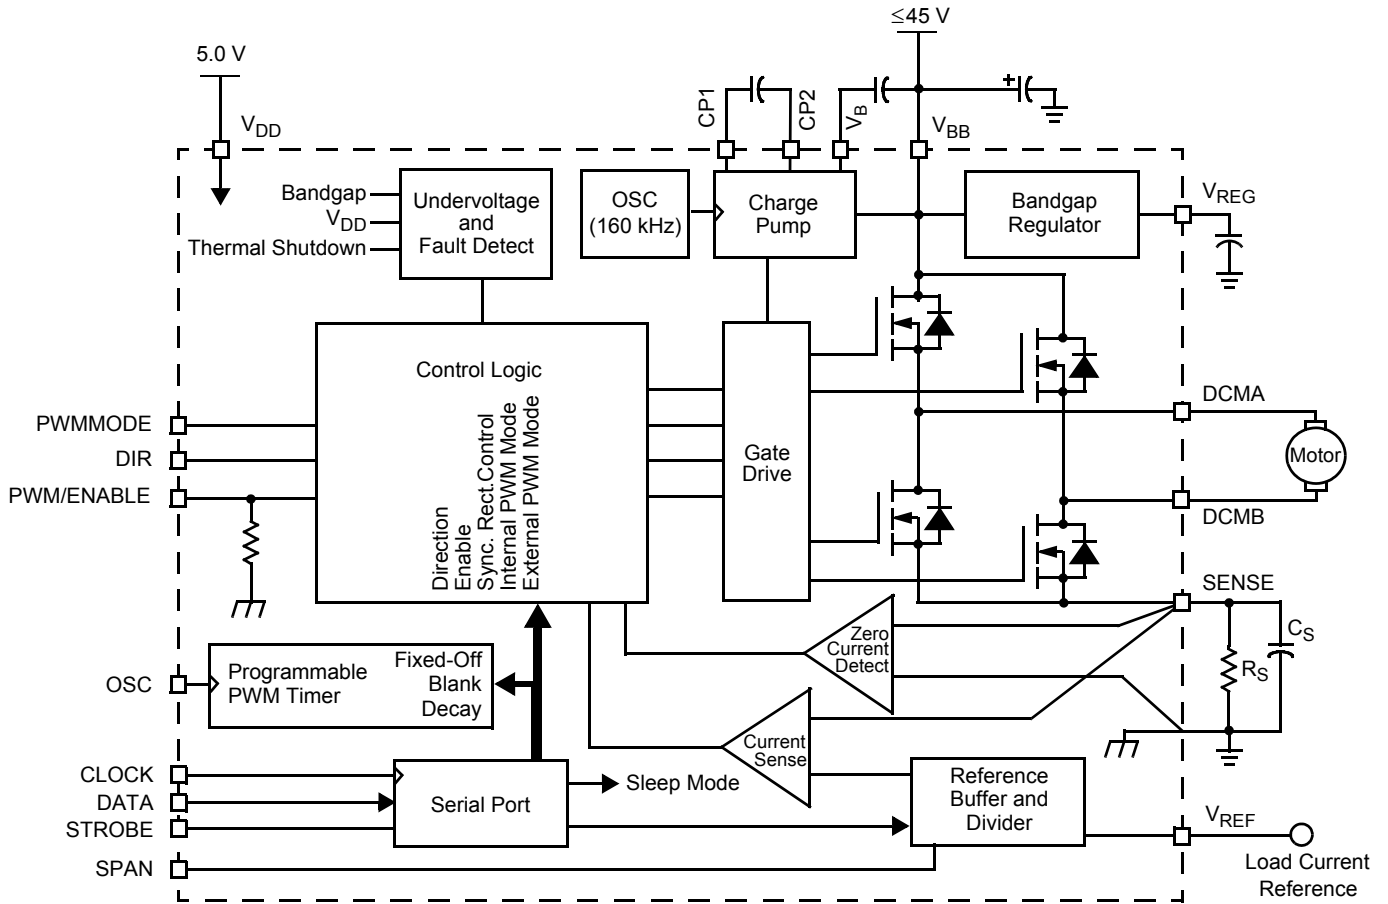 ≤45 V
5.0 V
VDD
CP1
CP2
VB
VBB
Bandgap
VDD
Thermal Shutdown
Undervoltage
and
Fault Detect
OSC
(160 kHz)
Charge
Pump
Bandgap
Regulator
VREG
Control Logic
Direction
Enable
Sync. Rect.Control
Internal PWM Mode
External PWM Mode
PWMMODE
DIR
PWM/ENABLE
Gate
Drive
DCMA
Motor
DCMB
SENSE
CS
RS
Zero
Current
Detect
OSC
Programmable
PWM Timer
Fixed-Off
Blank
Decay
Current
Sense
CLOCK
DATA
STROBE
SPAN
Serial Port
Sleep Mode
Reference
Buffer and
Divider
VREF
Load Current
Reference
+